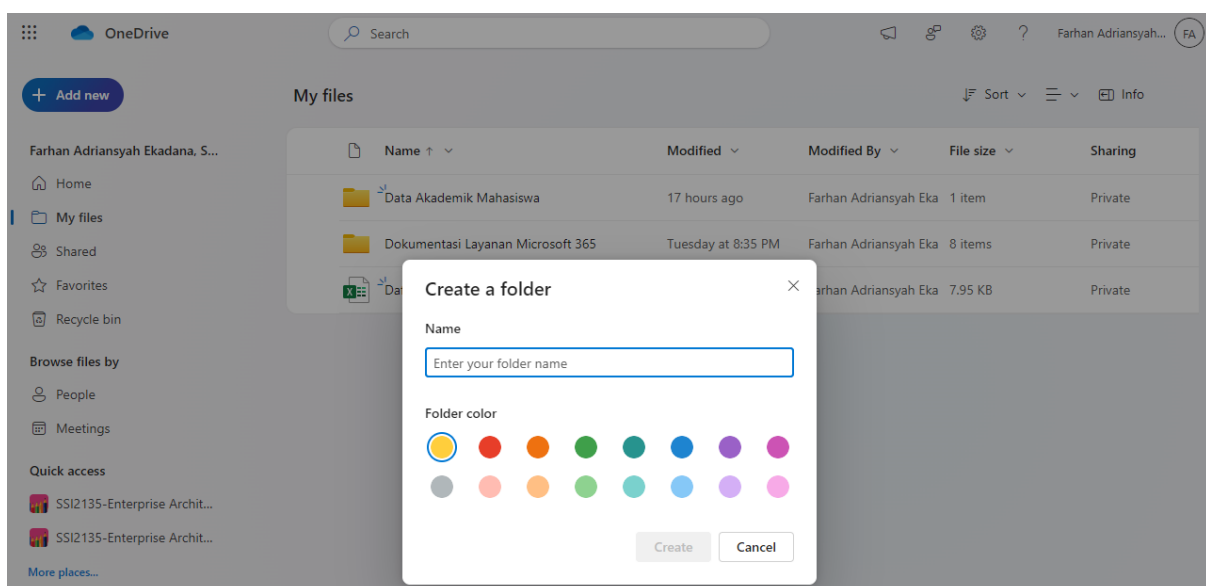 OneDrive
Search
Farhan Adriansyah... FA
Add new
My files
Sort
Info
Farhan Adriansyah Ekadana, S...
Home
My files
Shared
Favorites
Recycle bin
Browse files by
People
Meetings
Quick access
SSI2135-Enterprise Archit...
SSI2135-Enterprise Archit...
More places...
Name Modified Modified By File size Sharing
Data Akademik Mahasiswa 17 hours ago Farhan Adriansyah Eka 1 item Private
Dokumentasi Layanan Microsoft 365 Tuesday at 8:35 PM Farhan Adriansyah Eka 8 items Private
Da arhan Adriansyah Eka 7.95 KB Private
Create a folder
Name
Enter your folder name
Folder color
Create Cancel